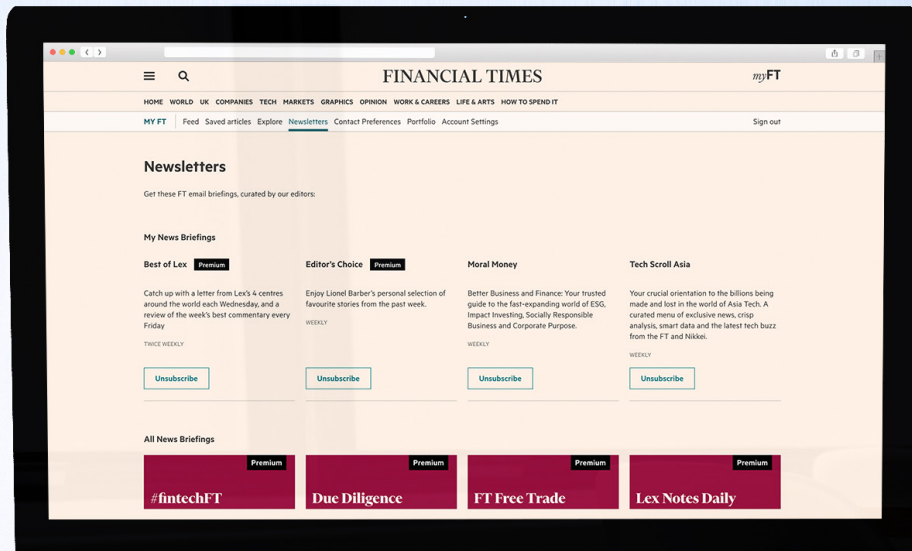 FINANCIAL TIMES
myFT
HOME WORLD UK COMPANIES TECH MARKETS GRAPHICS OPINION WORK & CAREERS LIFE & ARTS HOW TO SPEND IT
MY FT Feed Saved articles Explore Newsletters Contact Preferences Portfolio Account Settings Sign out
Newsletters
Get these FT email briefings, curated by our editors:
My News Briefings
Best of Lex Premium
Catch up with a letter from Lex's 4 centres
around the world each Wednesday, and a
review of the week's best commentary every
Friday
TWICE WEEKLY
Unsubscribe
Editor's Choice Premium
Enjoy Lionel Barber's personal selection of
favourite stories from the past week.
WEEKLY
Unsubscribe
Moral Money
Better Business and Finance: Your trusted
guide to the fast-expanding world of ESG,
Impact Investing, Socially Responsible
Business and Corporate Purpose.
WEEKLY
Unsubscribe
Tech Scroll Asia
Your crucial orientation to the billions being
made and lost in the world of Asia Tech. A
curated menu of exclusive news, crisp
analysis, smart data and the latest tech buzz
from the FT and Nikkei.
WEEKLY
Unsubscribe
All News Briefings
Premium
#fintechFT
Premium
Due Diligence
Premium
FT Free Trade
Premium
Lex Notes Daily